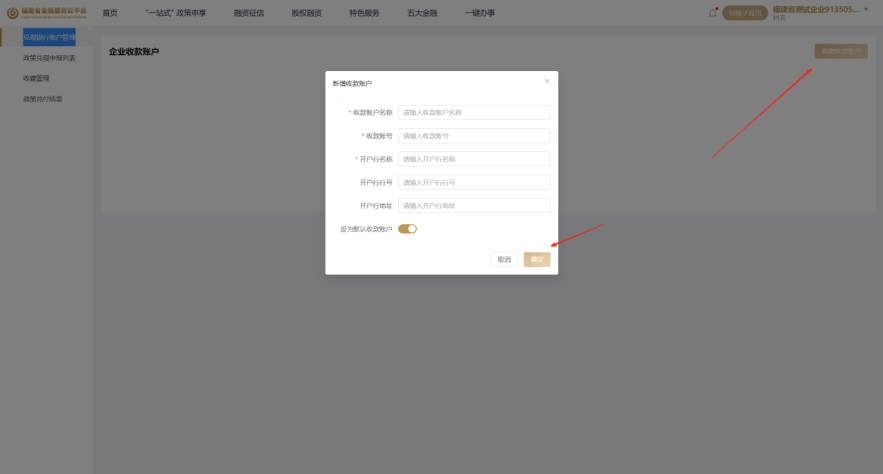 福建省金融服务云平台
首页
"一站式" 政策申享
融资征信
股权融资
特色服务
五大金融
一键办事
切换子应用
福建省测试企业913505...
兑现银行账户管理
政策兑现申报列表
收藏管理
政策兑付结果
企业收款账户
新增收款账户
新增收款账户
* 收款账户名称
请输入收款账户名称
* 收款账号
请输入收款账号
* 开户行名称
请输入开户行名称
开户行行号
请输入开户行行号
开户行地址
请输入开户行地址
设为默认收款账户
取消
确定